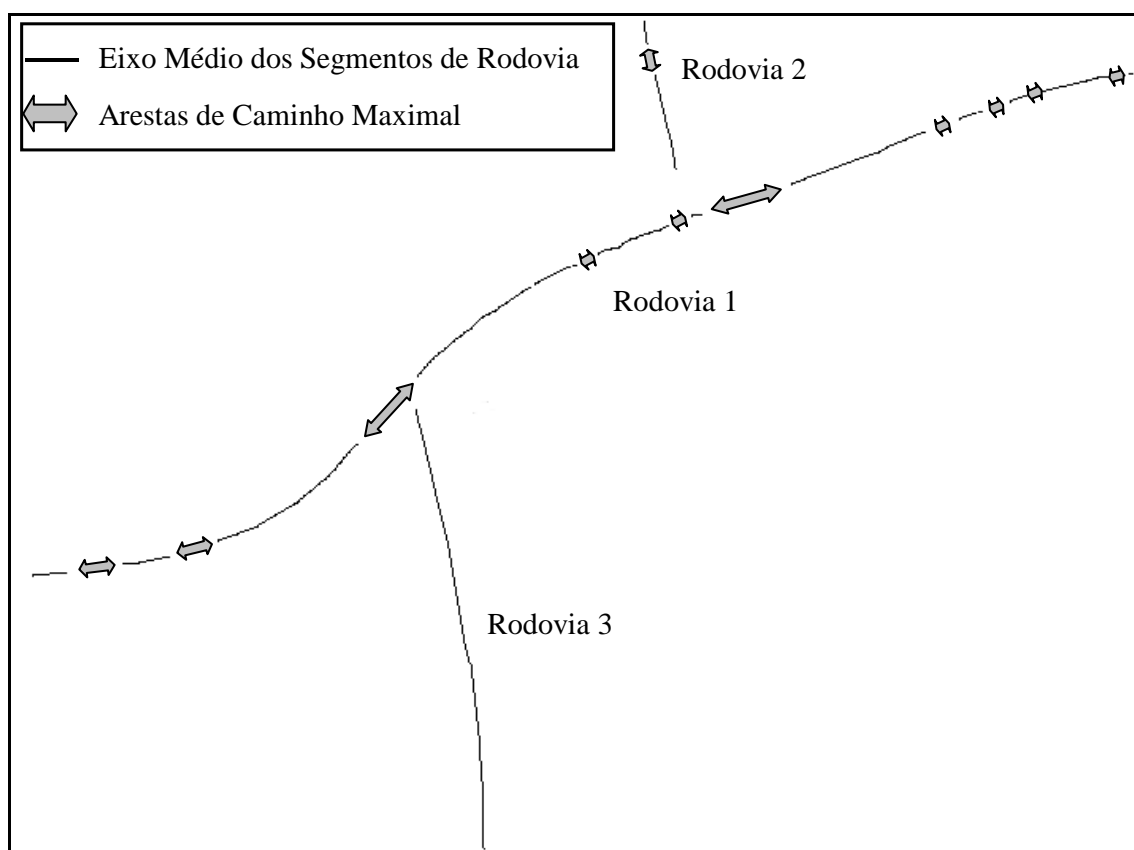 Eixo Médio dos Segmentos de Rodovia
Arestas de Caminho Maximal
Rodovia 2
Rodovia 1
Rodovia 3